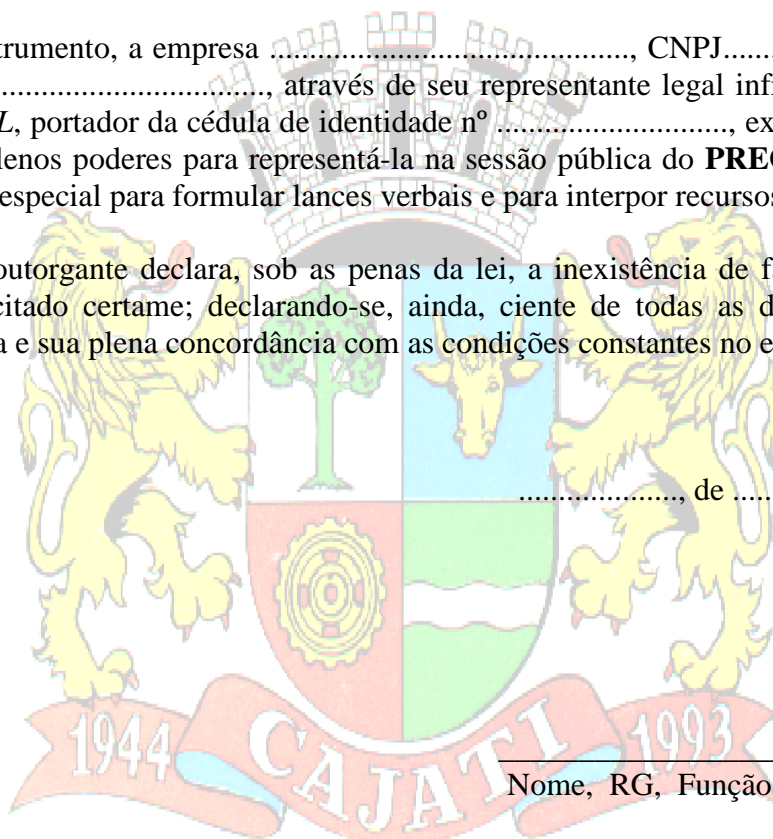 trumento, a empresa ............................................, CNPJ........
................................, através de seu representante legal inf
L, portador da cédula de identidade nº ............................, ex
lenos poderes para representá-la na sessão pública do PREG
especial para formular lances verbais e para interpor recursos
outorgante declara, sob as penas da lei, a inexistência de f
citado certame; declarando-se, ainda, ciente de todas as d
a e sua plena concordância com as condições constantes no e
..................., de .....
1944 CAJATI 1993
Nome, RG, Função